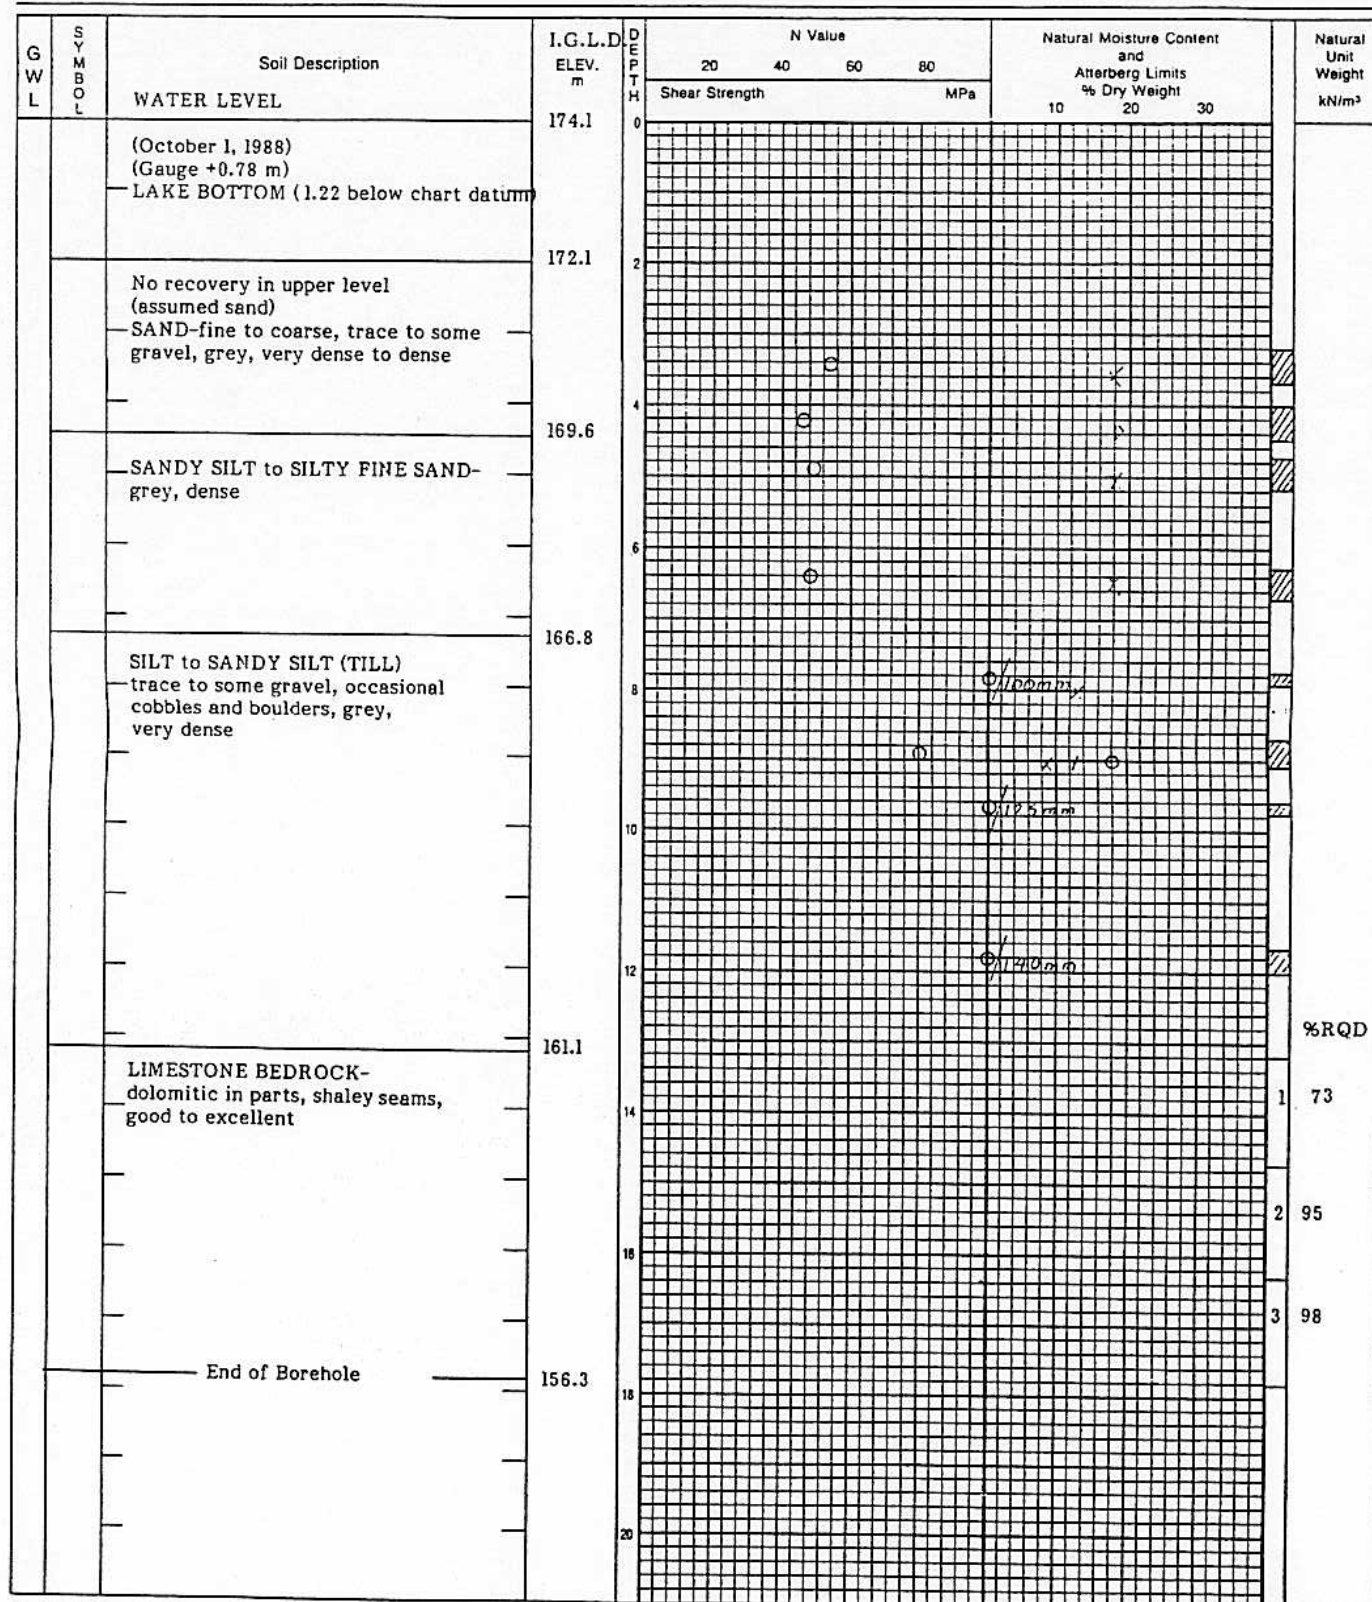 GWL
SYMBOL
Soil Description
WATER LEVEL
I.G.L.D.
ELEV.
m
DEPTH
N Value
20 40 60 80
Shear Strength MPa
Natural Moisture Content
and
Atterberg Limits
% Dry Weight
10 20 30
Natural
Unit
Weight
kN/m³
174.1
0
(October 1, 1988)
(Gauge +0.78 m)
LAKE BOTTOM (1.22 below chart datum)
172.1
2
No recovery in upper level
(assumed sand)
SAND-fine to coarse, trace to some
gravel, grey, very dense to dense
4
169.6
SANDY SILT to SILTY FINE SAND-
grey, dense
6
166.8
SILT to SANDY SILT (TILL)
trace to some gravel, occasional
cobbles and boulders, grey,
very dense
8
/100mm
/125mm
10
/140mm
12
%RQD
161.1
LIMESTONE BEDROCK-
dolomitic in parts, shaley seams,
good to excellent
1 73
14
2 95
16
3 98
End of Borehole
156.3
18
20